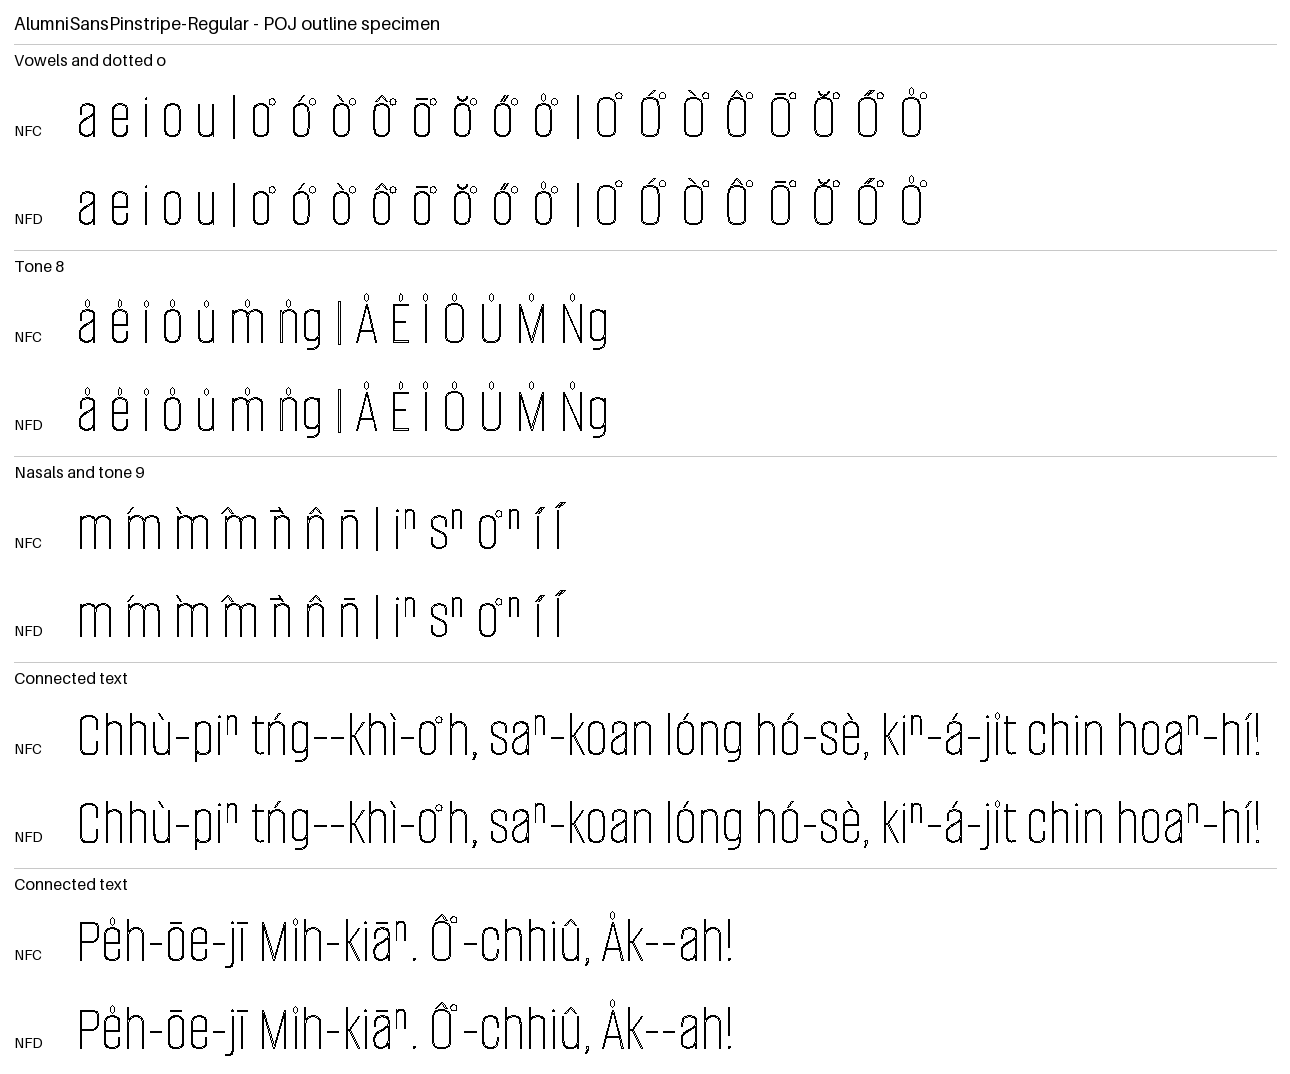 AlumniSansPinstripe-Regular - POJ outline specimen
Vowels and dotted o
NFC a e i o u | o͘ ó͘ ò͘ ô͘ ō͘ ŏ͘ ő͘ o̍͘ | O͘ Ó͘ Ò͘ Ô͘ Ō͘ Ŏ͘ Ő͘ O̍͘
NFD a e i o u | o͘ ó͘ ò͘ ô͘ ō͘ ŏ͘ ő͘ o̍͘ | O͘ Ó͘ Ò͘ Ô͘ Ō͘ Ŏ͘ Ő͘ O̍͘
Tone 8
NFC a̍ e̍ i̍ o̍ u̍ m̍ n̍g | A̍ E̍ I̍ O̍ U̍ M̍ N̍g
NFD a̍ e̍ i̍ o̍ u̍ m̍ n̍g | A̍ E̍ I̍ O̍ U̍ M̍ N̍g
Nasals and tone 9
NFC m ḿ m̀ m̂ n̄̀ n̂ n̄ | iⁿ sⁿ o͘ⁿ i̋ I̋
NFD m ḿ m̀ m̂ n̄̀ n̂ n̄ | iⁿ sⁿ o͘ⁿ i̋ I̋
Connected text
NFC Chhù-piⁿ tńg--khì-o͘h, saⁿ-koan lóng hó-sè, kiⁿ-á-ji̍t chin hoaⁿ-hí!
NFD Chhù-piⁿ tńg--khì-o͘h, saⁿ-koan lóng hó-sè, kiⁿ-á-ji̍t chin hoaⁿ-hí!
Connected text
NFC Pe̍h-ōe-jī Mi̍h-kiāⁿ. Ô͘-chhiû, A̍k--ah!
NFD Pe̍h-ōe-jī Mi̍h-kiāⁿ. Ô͘-chhiû, A̍k--ah!